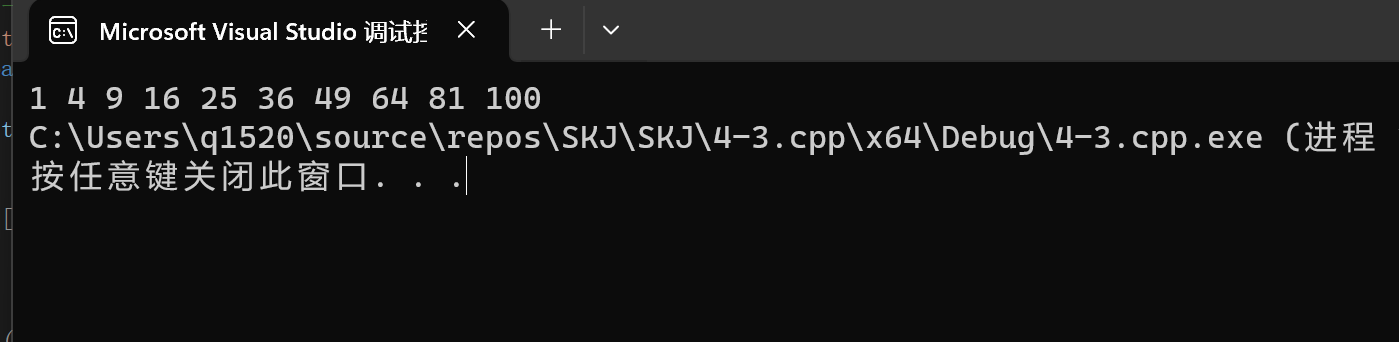 Microsoft Visual Studio 调试
1 4 9 16 25 36 49 64 81 100
C:\Users\q1520\source\repos\SKJ\SKJ\4-3.cpp\x64\Debug\4-3.cpp.exe (进程
按任意键关闭此窗口. . .